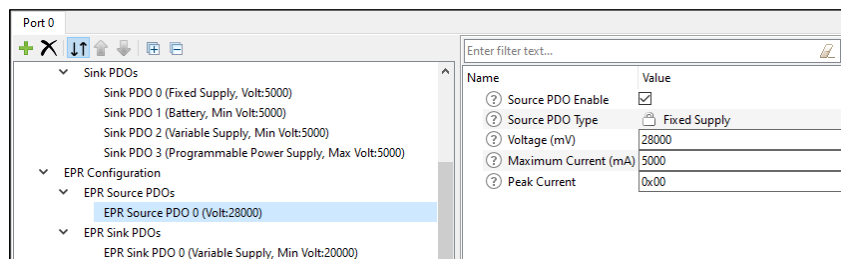 Port 0
Enter filter text...
Sink PDOs
Sink PDO 0 (Fixed Supply, Volt:5000)
Sink PDO 1 (Battery, Min Volt:5000)
Sink PDO 2 (Variable Supply, Min Volt:5000)
Sink PDO 3 (Programmable Power Supply, Max Volt:5000)
EPR Configuration
EPR Source PDOs
EPR Source PDO 0 (Volt:28000)
EPR Sink PDOs
EPR Sink PDO 0 (Variable Supply, Min Volt:20000)
Name Value
Source PDO Enable
Source PDO Type Fixed Supply
Voltage (mV) 28000
Maximum Current (mA) 5000
Peak Current 0x00